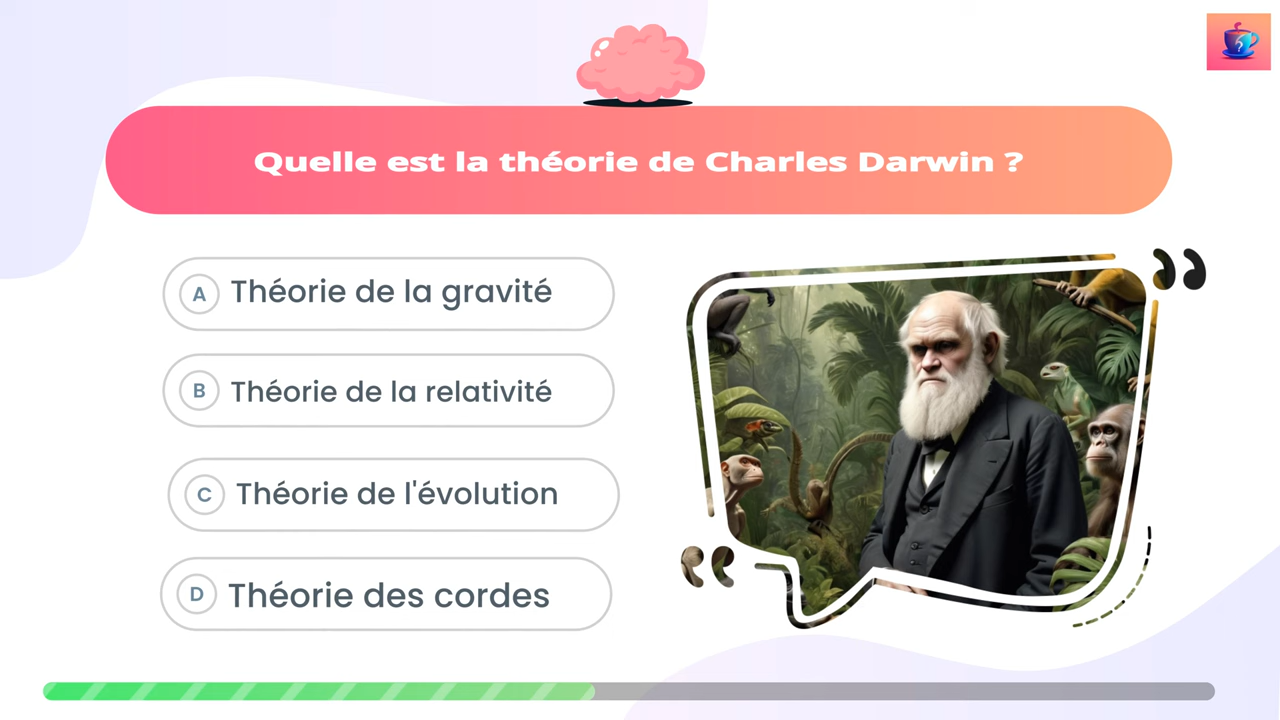 Quelle est la théorie de Charles Darwin ?
A Théorie de la gravité
B Théorie de la relativité
C Théorie de l'évolution
D Théorie des cordes